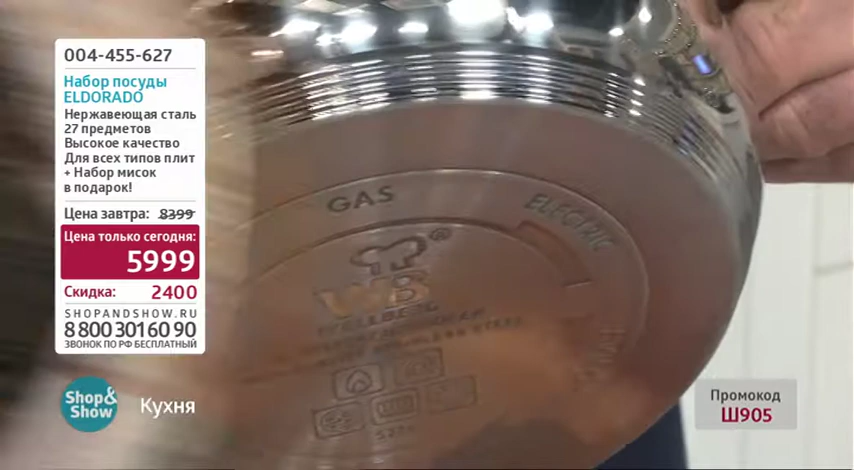 004-455-627
Набор посуды
ELDORADO
Нержавеющая сталь
27 предметов
Высокое качество
Для всех типов плит
+ Набор мисок
в подарок!
Цена завтра: 8399
Цена только сегодня:
5999
Скидка: 2400
SHOPANDSHOW.RU
8 800 301 60 90
ЗВОНОК ПО РФ БЕСПЛАТНЫЙ
Shop&
Show
Кухня
GAS
ELECTRIC
®
WB
WELLBERG
Промокод
Ш905